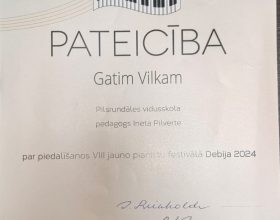 PATEICĪBA
Gatim Vilkam
Pilsrundāles vidusskola
pedagogs Ineta Pilverte
par piedalīšanos VIII jauno pianistu festivālā Debija 2024